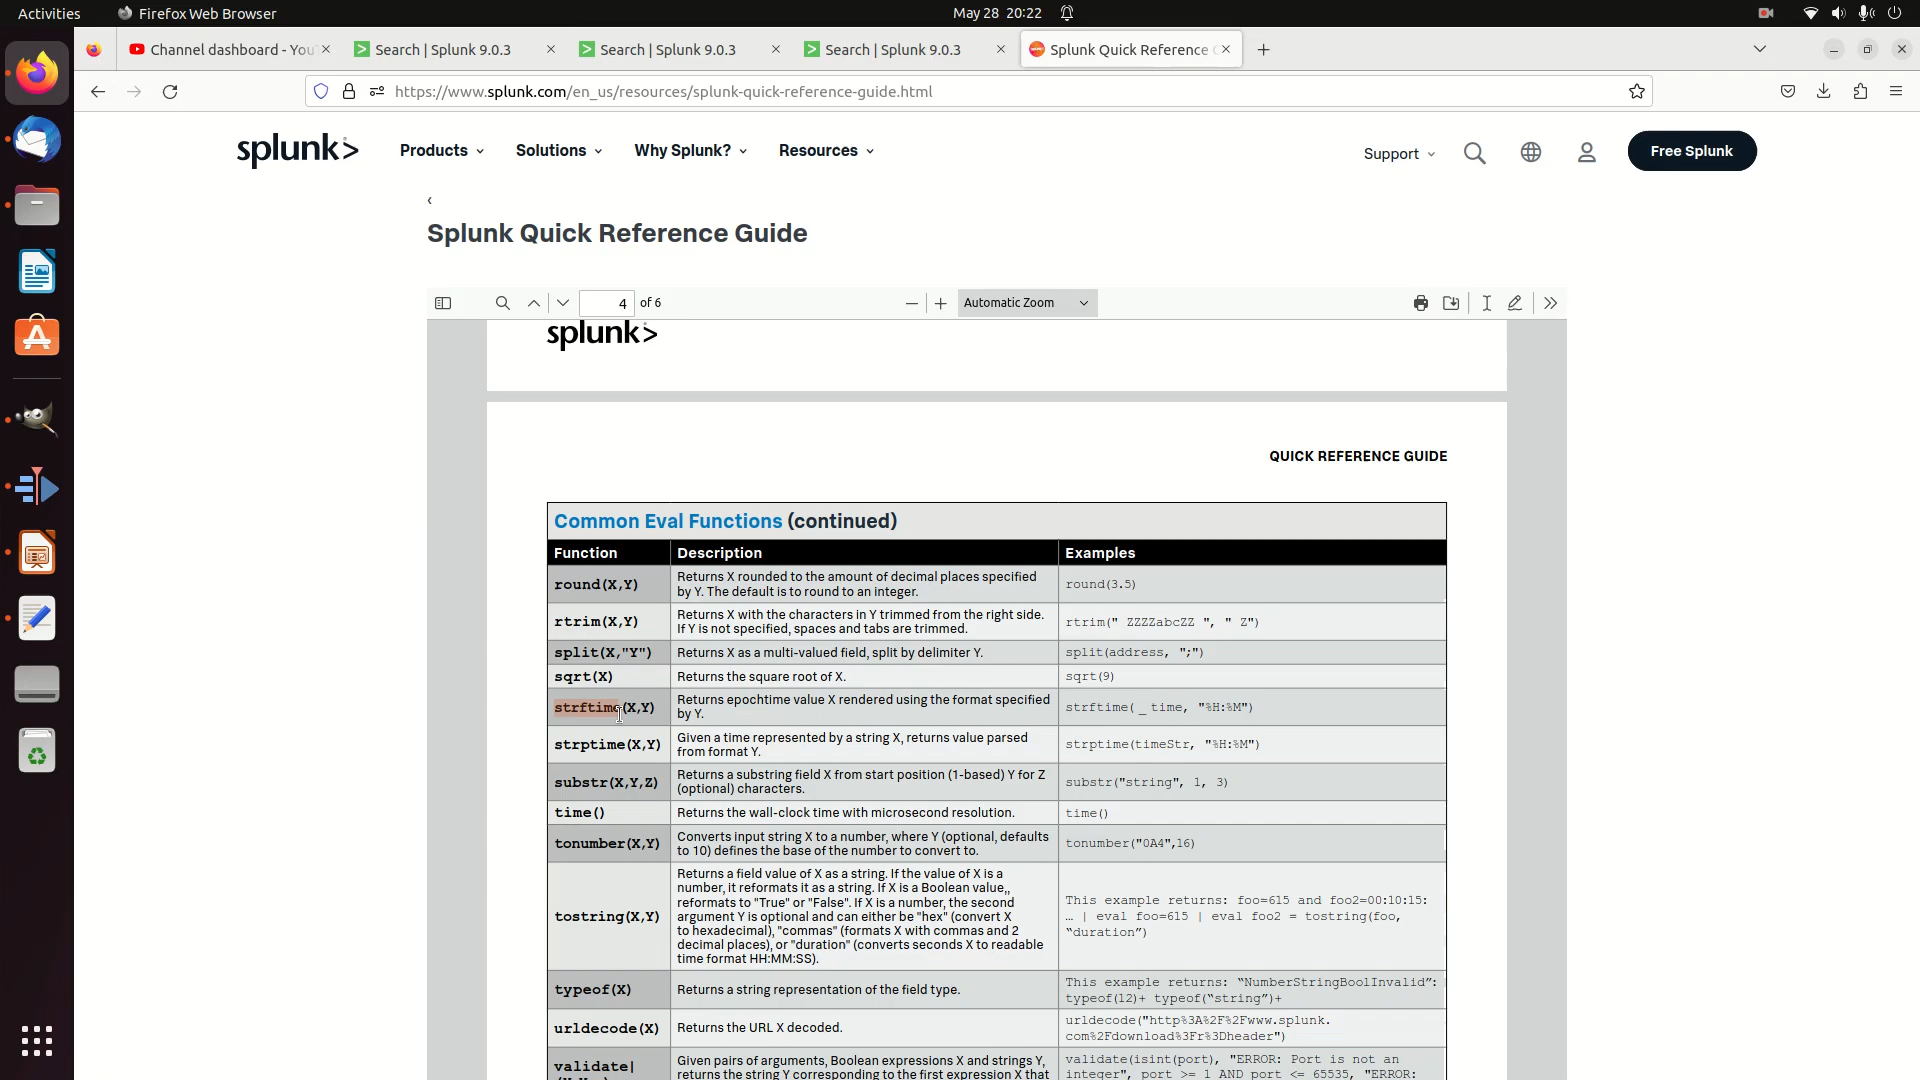 Activities
Firefox Web Browser
May 28 20:22
Channel dashboard - You
Search | Splunk 9.0.3
Search | Splunk 9.0.3
Search | Splunk 9.0.3
Splunk Quick Reference G
https://www.splunk.com/en_us/resources/splunk-quick-reference-guide.html
splunk>
Products
Solutions
Why Splunk?
Resources
Support
Free Splunk
‹
Splunk Quick Reference Guide
4 of 6
Automatic Zoom
splunk>
QUICK REFERENCE GUIDE
Common Eval Functions (continued)
Function Description Examples
round(X,Y)
Returns X rounded to the amount of decimal places specified
by Y. The default is to round to an integer.
round(3.5)
rtrim(X,Y)
Returns X with the characters in Y trimmed from the right side.
If Y is not specified, spaces and tabs are trimmed.
rtrim(" ZZZZabcZZ ", " Z")
split(X,"Y")
Returns X as a multi-valued field, split by delimiter Y.
split(address, ";")
sqrt(X)
Returns the square root of X.
sqrt(9)
strftime(X,Y)
Returns epochtime value X rendered using the format specified
by Y.
strftime( _ time, "%H:%M")
strptime(X,Y)
Given a time represented by a string X, returns value parsed
from format Y.
strptime(timeStr, "%H:%M")
substr(X,Y,Z)
Returns a substring field X from start position (1-based) Y for Z
(optional) characters.
substr("string", 1, 3)
time()
Returns the wall-clock time with microsecond resolution.
time()
tonumber(X,Y)
Converts input string X to a number, where Y (optional, defaults
to 10) defines the base of the number to convert to.
tonumber("0A4",16)
tostring(X,Y)
Returns a field value of X as a string. If the value of X is a
number, it reformats it as a string. If X is a Boolean value,,
reformats to "True" or "False". If X is a number, the second
argument Y is optional and can either be "hex" (convert X
to hexadecimal), "commas" (formats X with commas and 2
decimal places), or "duration" (converts seconds X to readable
time format HH:MM:SS).
This example returns: foo=615 and foo2=00:10:15:
… | eval foo=615 | eval foo2 = tostring(foo,
“duration”)
typeof(X)
Returns a string representation of the field type.
This example returns: “NumberStringBoolInvalid”:
typeof(12)+ typeof(“string”)+
urldecode(X)
Returns the URL X decoded.
urldecode("http%3A%2F%2Fwww.splunk.
com%2Fdownload%3Fr%3Dheader")
validate|
Given pairs of arguments, Boolean expressions X and strings Y,
returns the string Y corresponding to the first expression X that
validate(isint(port), "ERROR: Port is not an
integer", port >= 1 AND port <= 65535, "ERROR: